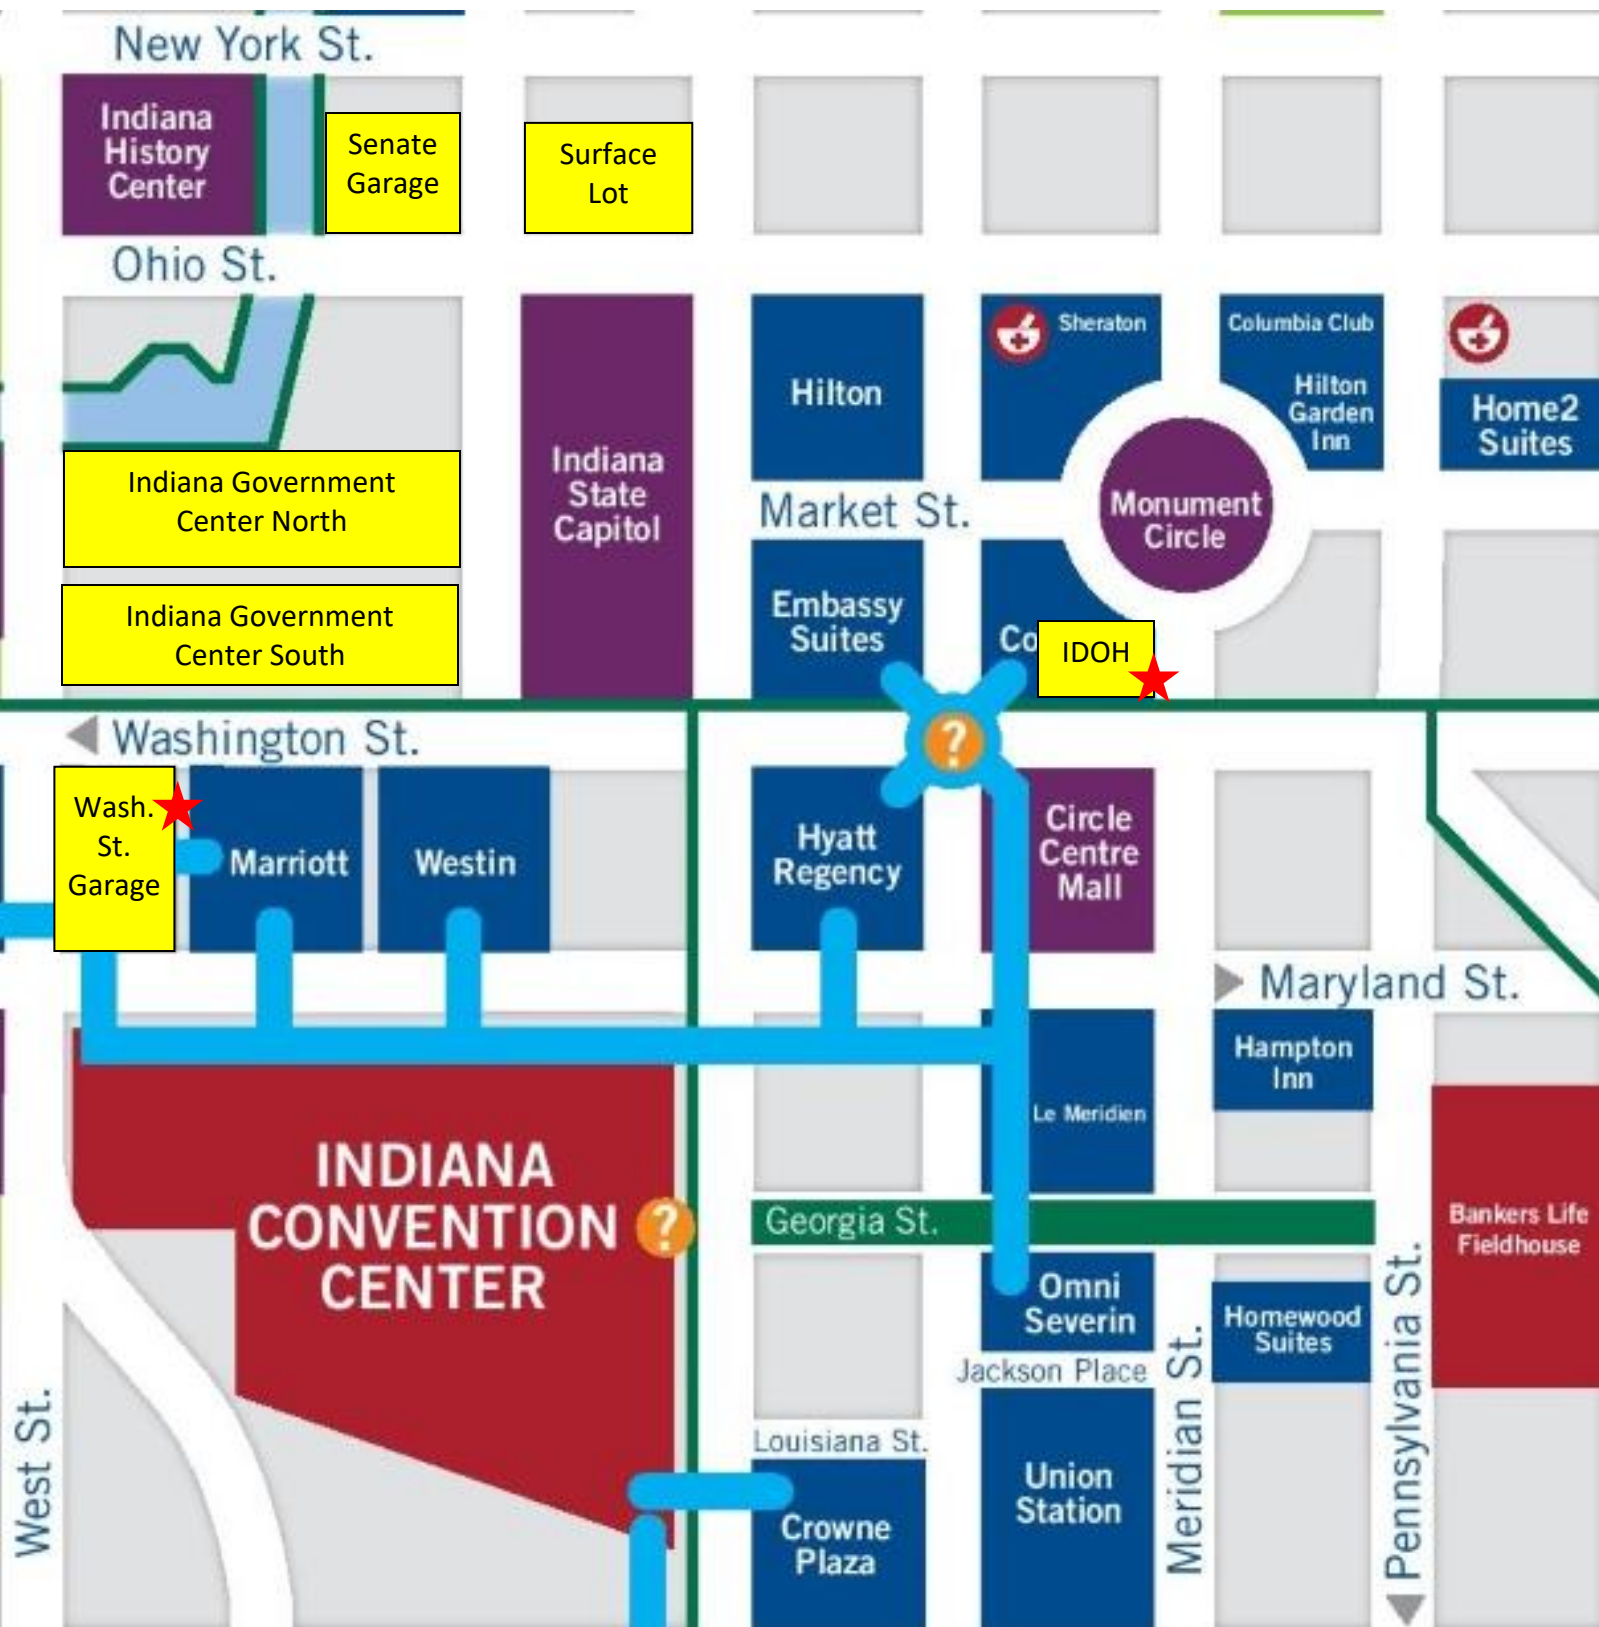 New York St.
Indiana
History
Center
Senate
Garage
Surface
Lot
Ohio St.
Sheraton
Columbia Club
Hilton
Hilton
Garden
Inn
Home2
Suites
Indiana
State
Capitol
Indiana Government
Center North
Market St.
Monument
Circle
Indiana Government
Center South
Embassy
Suites
Co
IDOH
Washington St.
?
Wash.
St.
Garage
Marriott
Westin
Hyatt
Regency
Circle
Centre
Mall
Maryland St.
Hampton
Inn
Le Meridien
INDIANA
CONVENTION
CENTER
?
Georgia St.
Bankers Life
Fieldhouse
Omni
Severin
Homewood
Suites
Jackson Place
Louisiana St.
Crowne
Plaza
Union
Station
West St.
Meridian St.
Pennsylvania St.